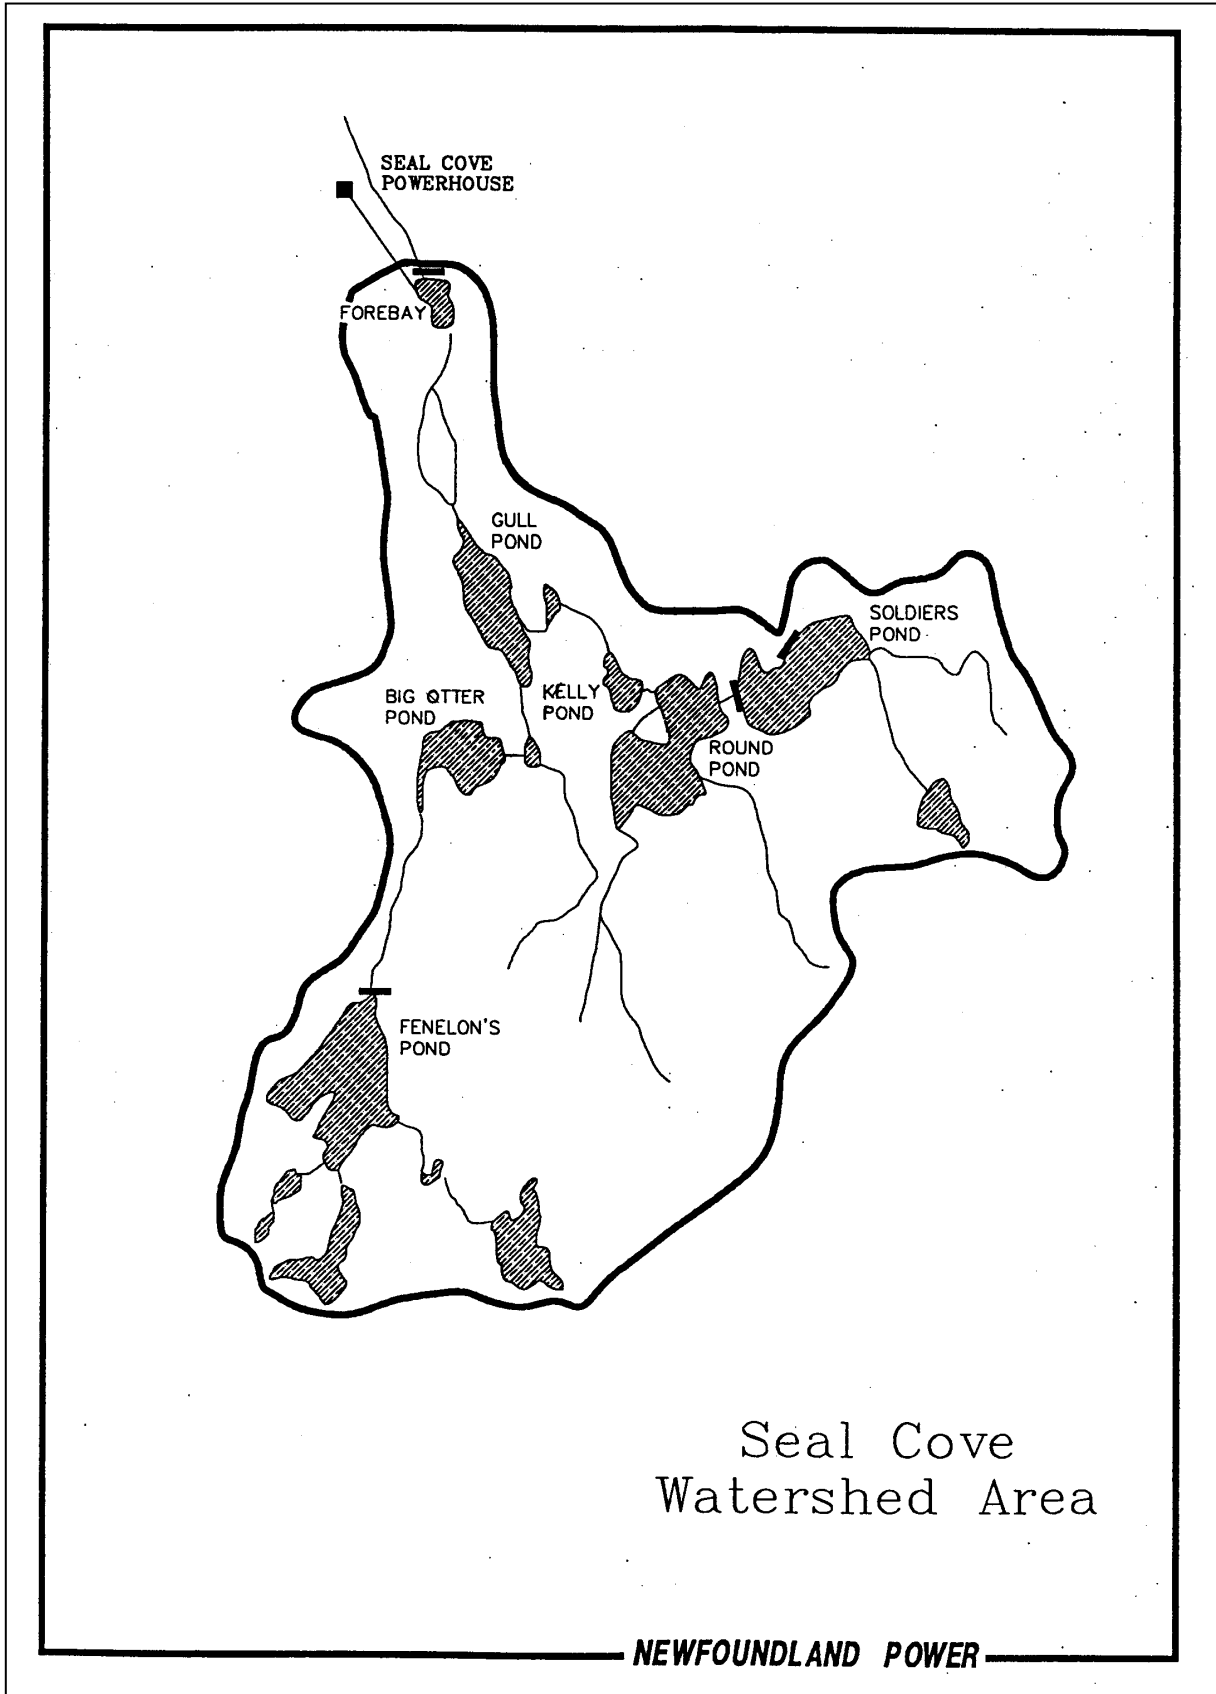 SEAL COVE
POWERHOUSE
FOREBAY
GULL
POND
SOLDIERS
POND
BIG OTTER
POND
KELLY
POND
ROUND
POND
FENELON'S
POND
Seal Cove
Watershed Area
NEWFOUNDLAND POWER